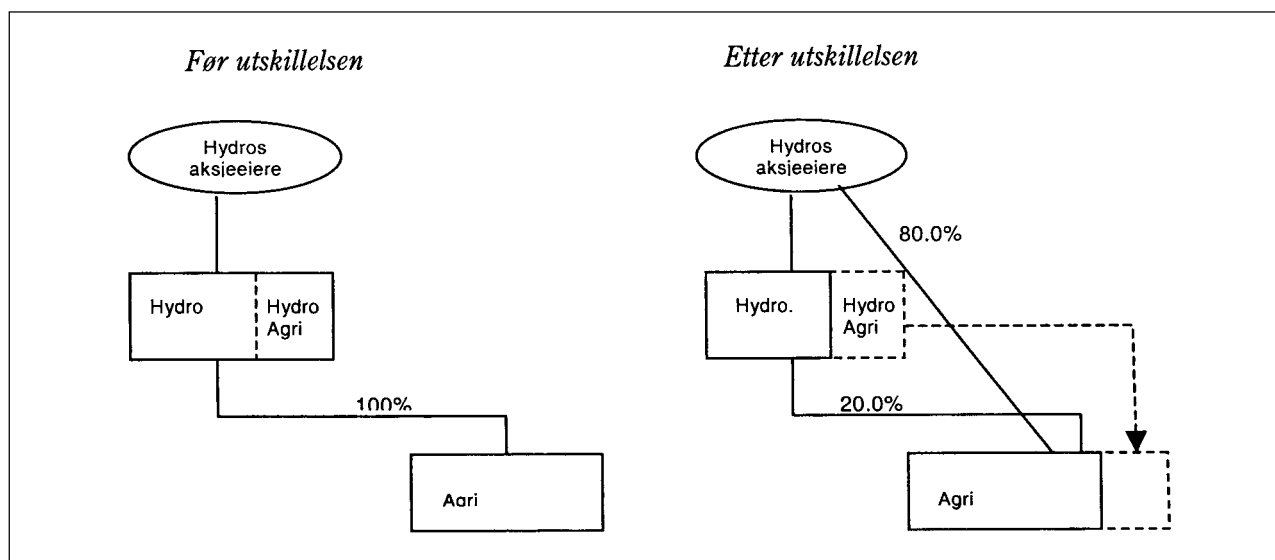 Før utskillelsen
Hydros
aksjeeiere
Hydro
Hydro
Agri
100%
Agri
Etter utskillelsen
Hydros
aksjeeiere
80.0%
Hydro.
Hydro
Agri
20.0%
Agri